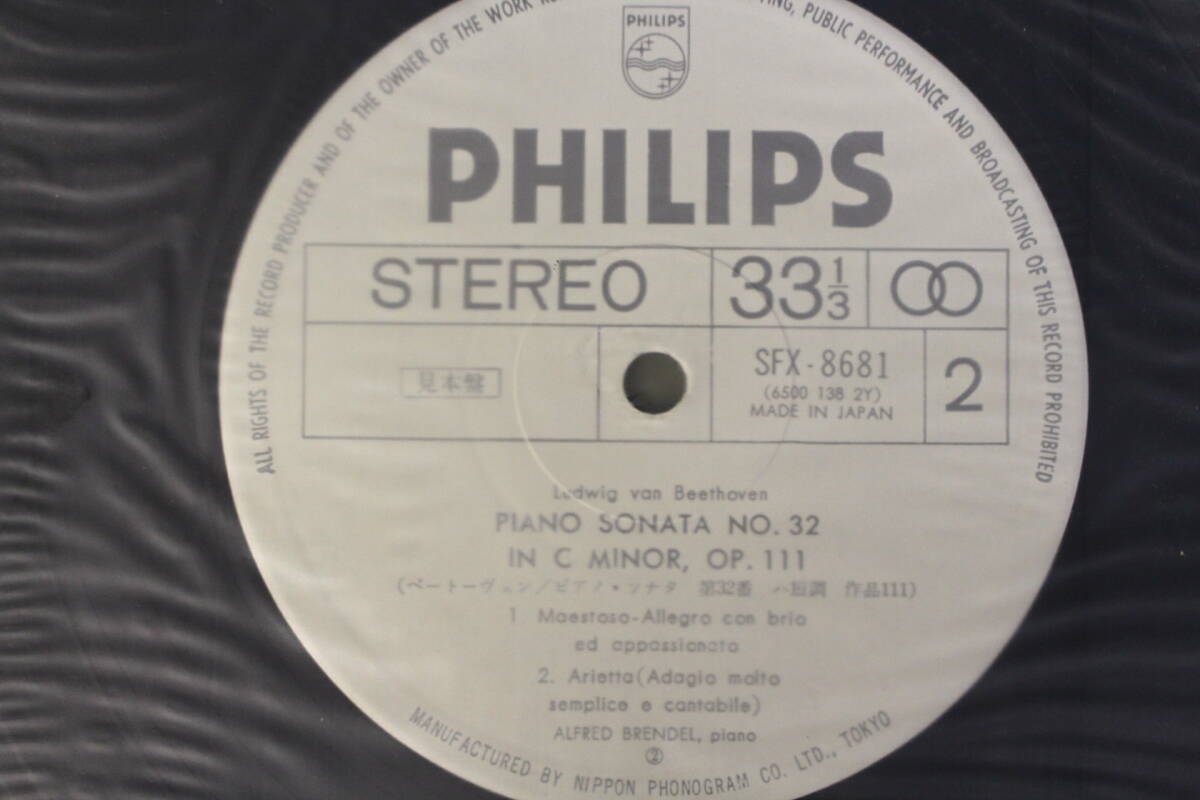 ALL RIGHTS OF THE RECORD PRODUCER AND OF THE OWNER OF THE WORK
PUBLIC PERFORMANCE AND BROADCASTING OF THIS RECORD PROHIBITED
PHILIPS
PHILIPS
STEREO
33 1/3
見本盤
SFX-8681
(6500 138 2Y)
MADE IN JAPAN
2
Ludwig van Beethoven
PIANO SONATA NO. 32
IN C MINOR, OP. 111
(ベートーヴェン/ピアノ・ソナタ 第32番 ハ短調 作品111)
1. Maestoso-Allegro con brio
ed appassionato
2. Arietta (Adagio molto
semplice e cantabile)
ALFRED BRENDEL, piano
②
MANUFACTURED BY NIPPON PHONOGRAM CO. LTD., TOKYO